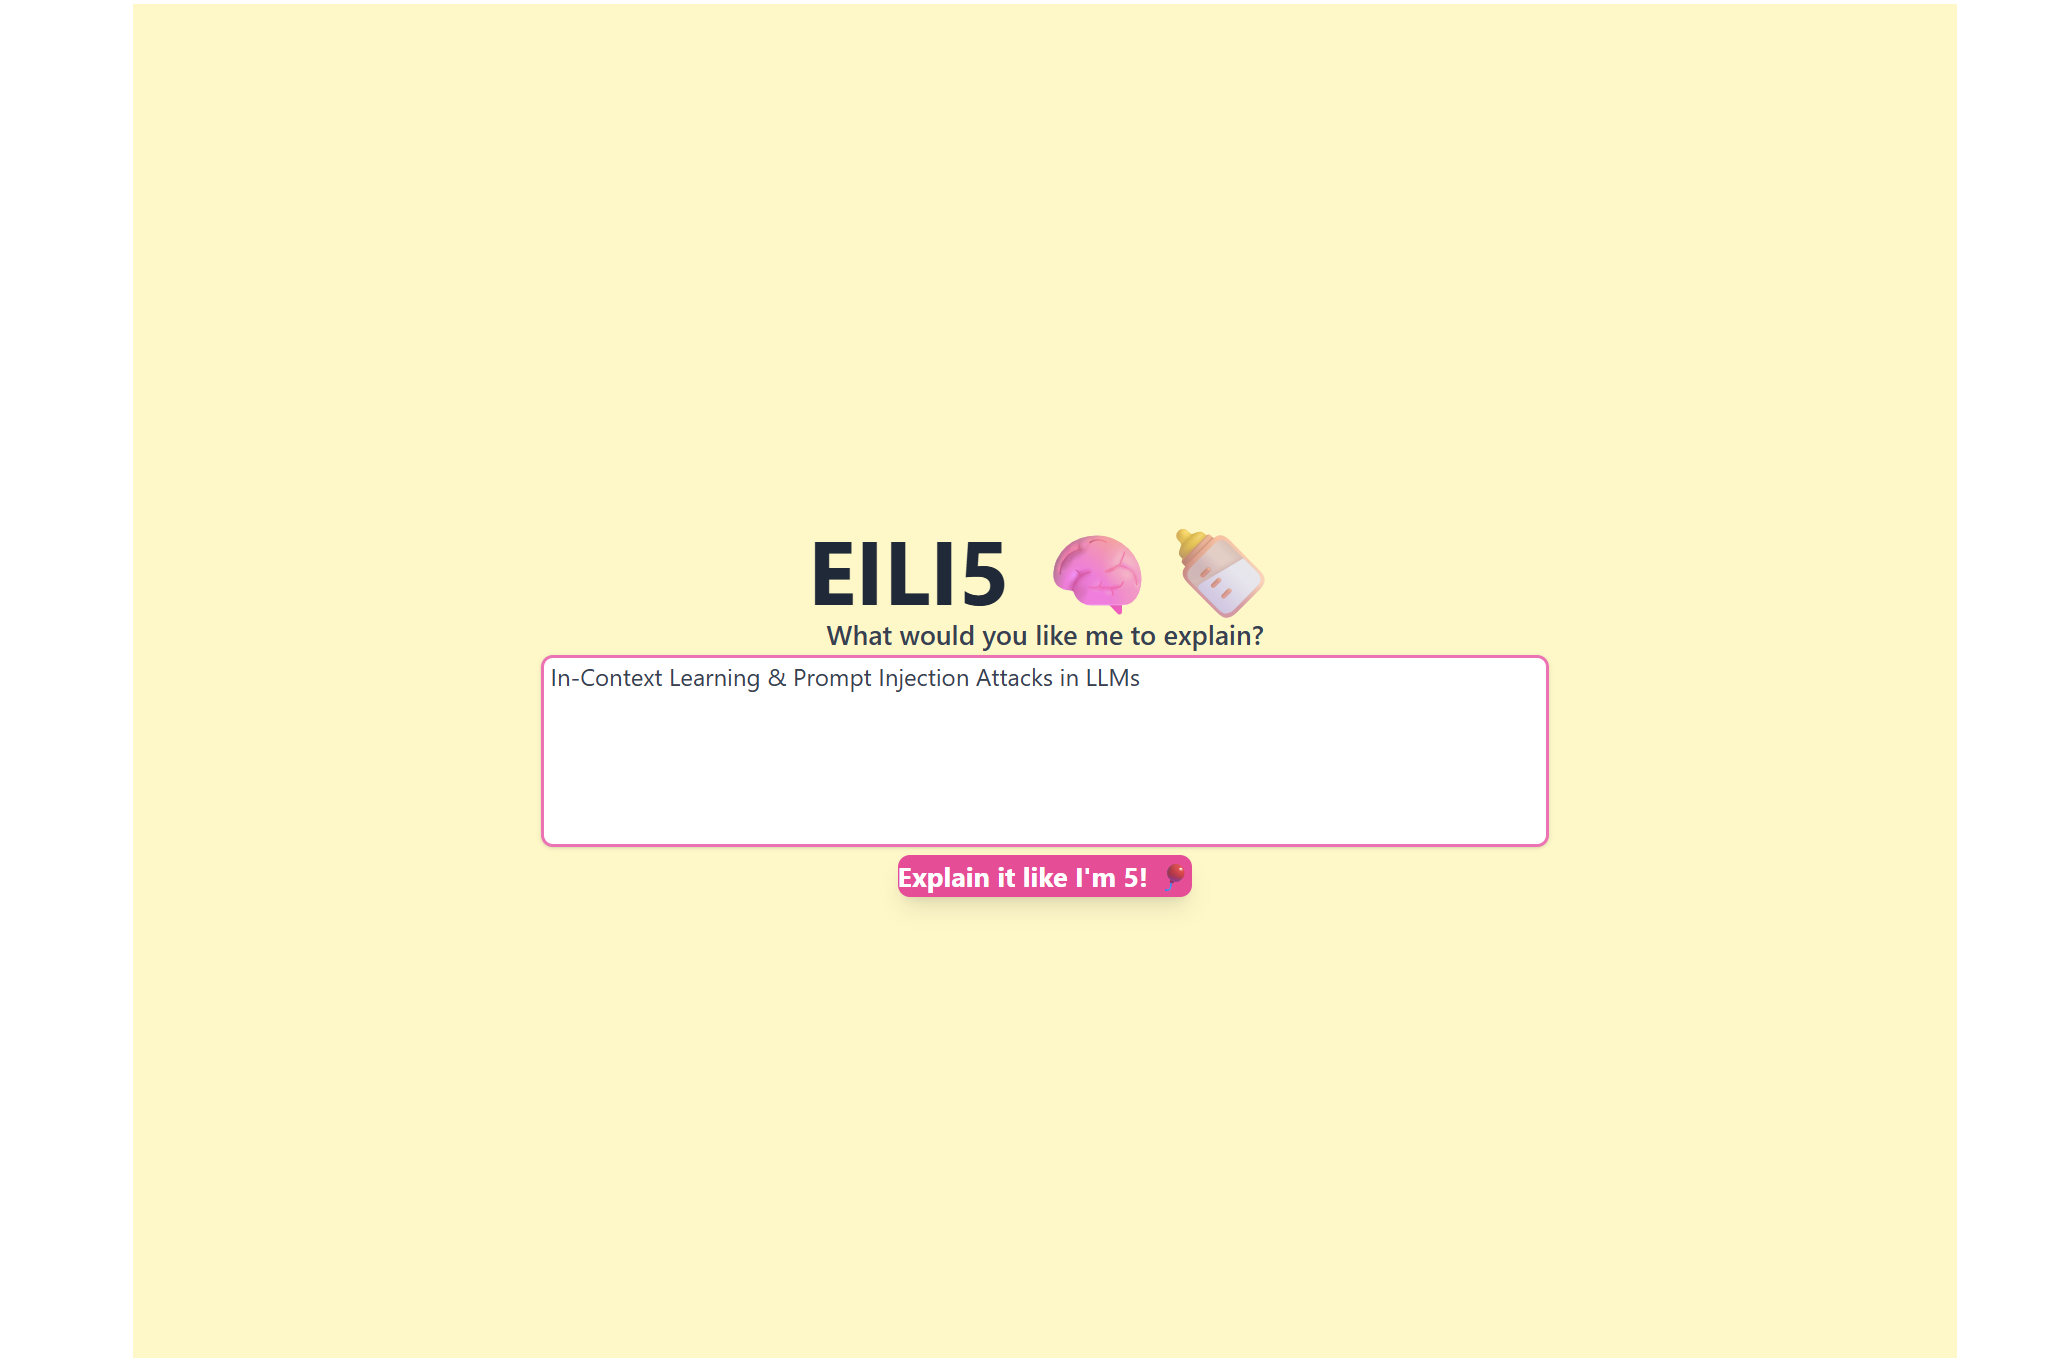 EILI5 🧠🍼
What would you like me to explain?
In-Context Learning & Prompt Injection Attacks in LLMs
Explain it like I'm 5! 🎈